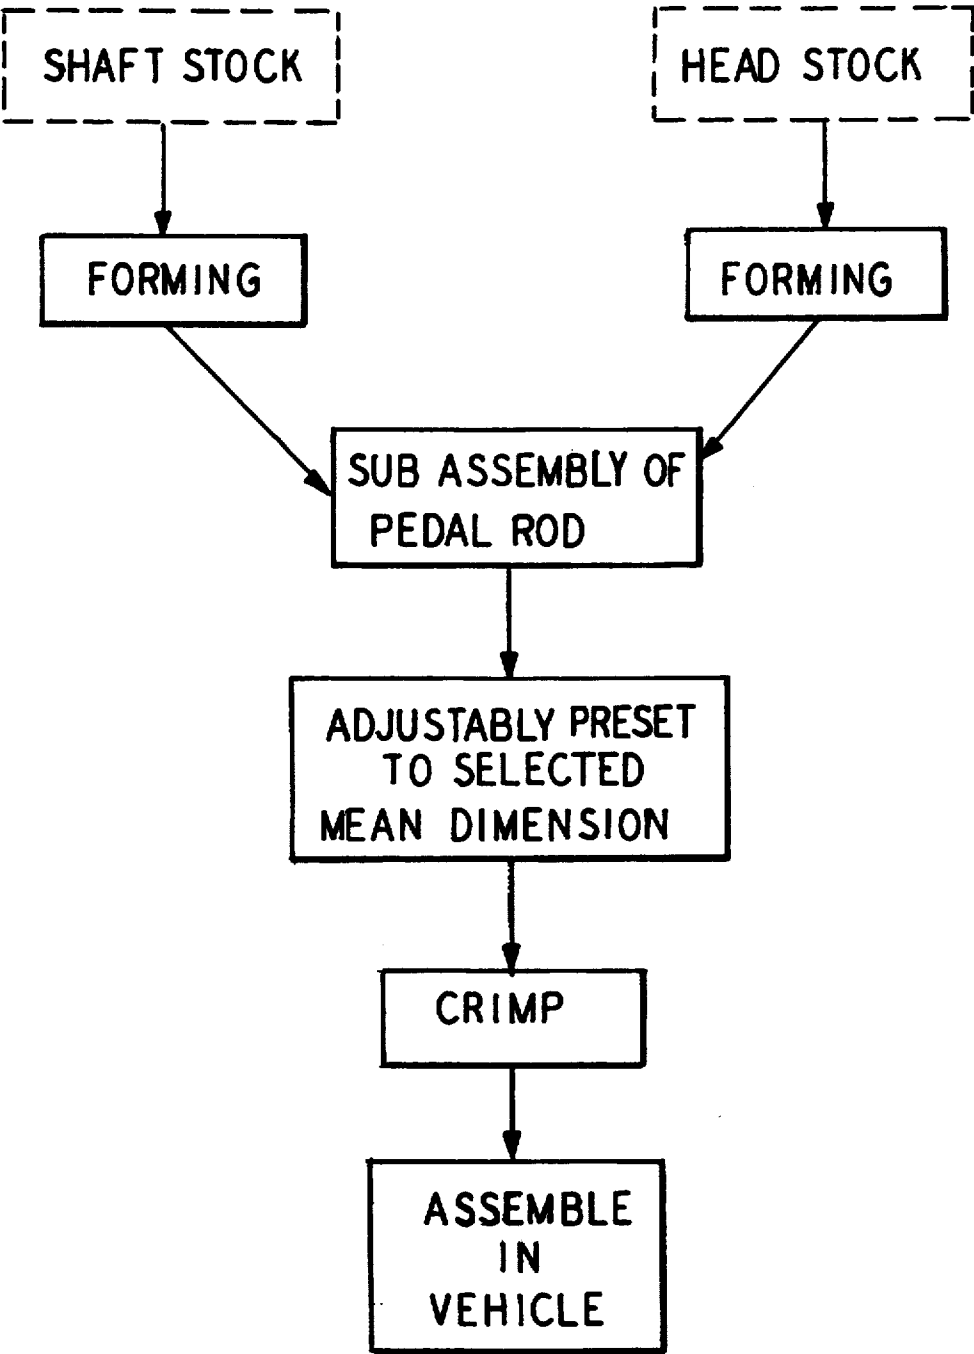 SHAFT STOCK
HEAD STOCK
FORMING
FORMING
SUB ASSEMBLY OF
PEDAL ROD
ADJUSTABLY PRESET
TO SELECTED
MEAN DIMENSION
CRIMP
ASSEMBLE
IN
VEHICLE